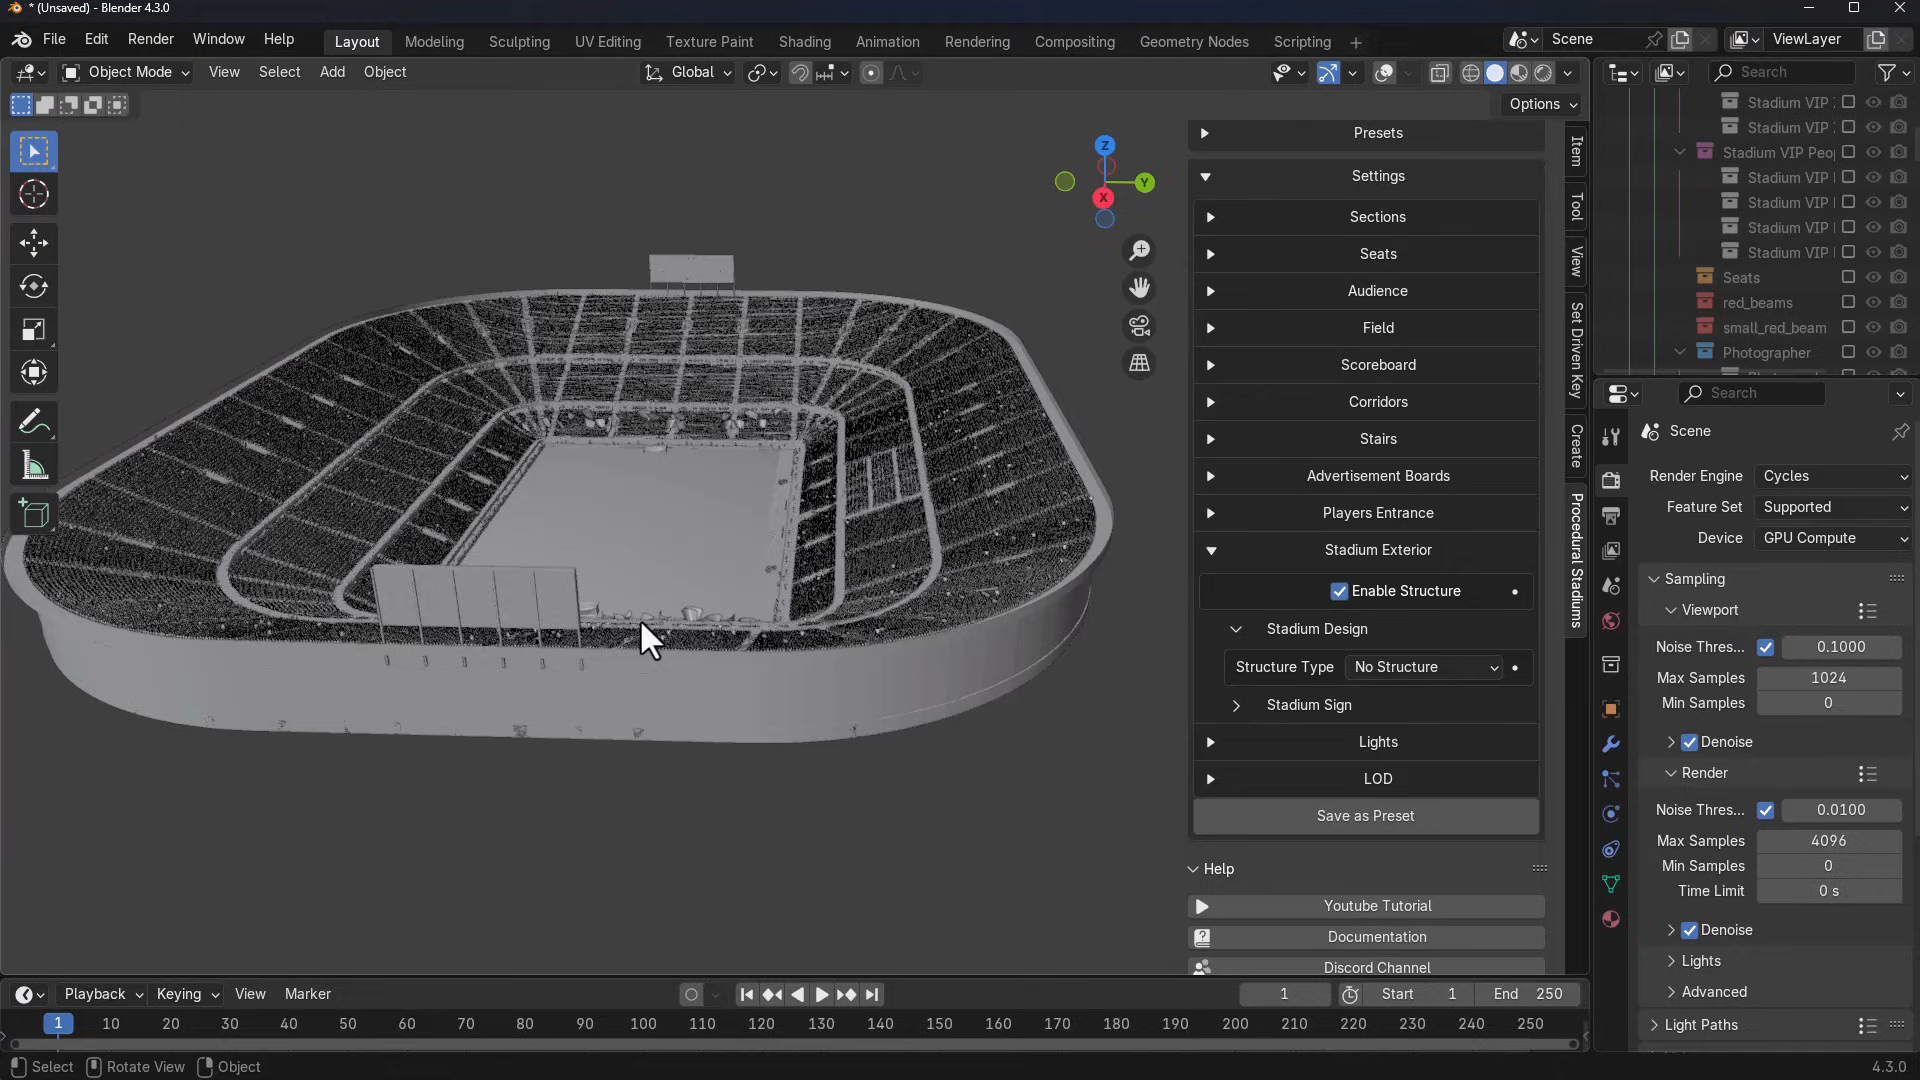 * (Unsaved) - Blender 4.3.0
File Edit Render Window Help
Layout Modeling Sculpting UV Editing Texture Paint Shading Animation Rendering Compositing Geometry Nodes Scripting +
Scene
ViewLayer
Object Mode View Select Add Object
Global
Search
Options
Z
Y
X
Item
Tool
View
Set Driven Key
Create
Procedural Stadiums
Presets
Settings
Sections
Seats
Audience
Field
Scoreboard
Corridors
Stairs
Advertisement Boards
Players Entrance
Stadium Exterior
Enable Structure
Stadium Design
Structure Type No Structure
Stadium Sign
Lights
LOD
Save as Preset
Help
Youtube Tutorial
Documentation
Discord Channel
Stadium VIP
Stadium VIP
Stadium VIP Peo
Stadium VIP
Stadium VIP
Stadium VIP
Stadium VIP
Seats
red_beams
small_red_beam
Photographer
Search
Scene
Render Engine Cycles
Feature Set Supported
Device GPU Compute
Sampling
Viewport
Noise Thres... 0.1000
Max Samples 1024
Min Samples 0
Denoise
Render
Noise Thres... 0.0100
Max Samples 4096
Min Samples 0
Time Limit 0 s
Denoise
Lights
Advanced
Light Paths
Playback Keying View Marker
1 Start 1 End 250
1 10 20 30 40 50 60 70 80 90 100 110 120 130 140 150 160 170 180 190 200 210 220 230 240 250
Select Rotate View Object
4.3.0